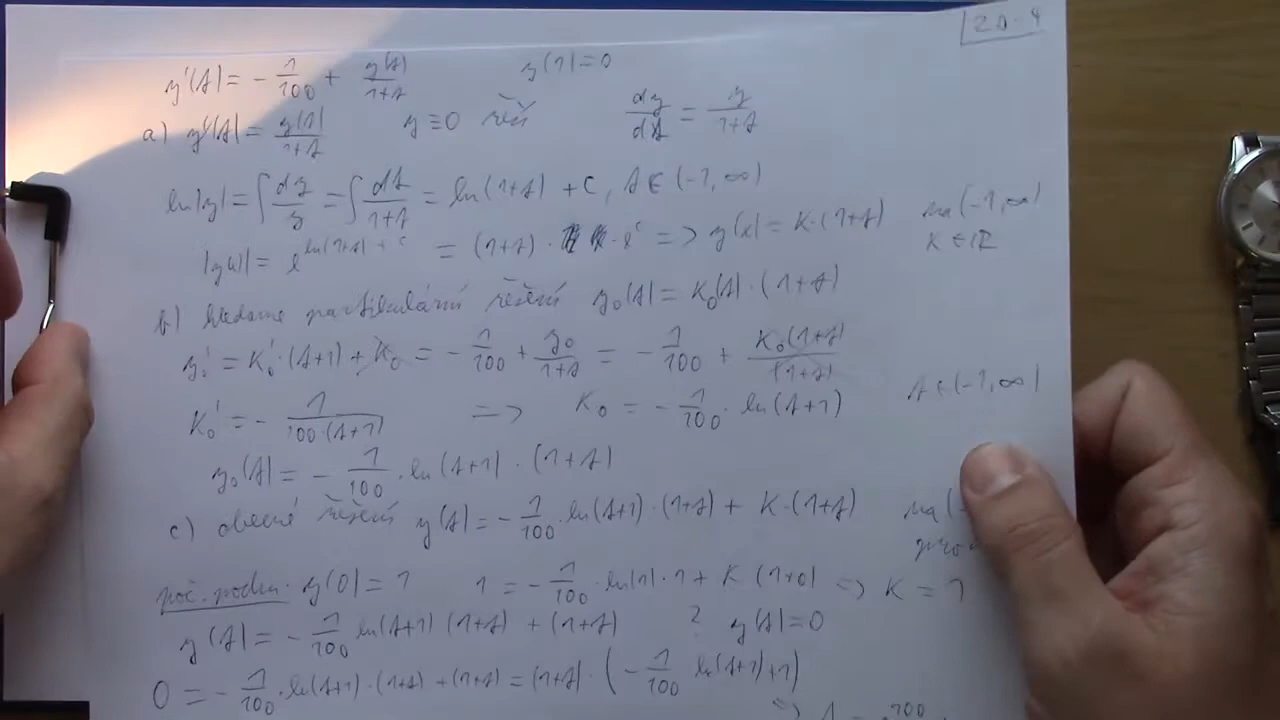 20-4
y'(t) = - 1/100 + y(t)/(1+t)    y(1) = 0
a) y'(t) = y(t)/(1+t)    y ≡ 0 řeš    dy/dt = y/(1+t)
ln|y| = ∫ dy/y = ∫ dt/(1+t) = ln(1+t) + C, t ∈ (-1, ∞)
|y(t)| = e^(ln(1+t) + c) = (1+t) · e^c => y(t) = K·(1+t)    na (-1, ∞) K ∈ R
b) hledáme partikulární řešení y₀(t) = K₀(t)·(1+t)
y₀' = K₀'·(t+1) + K₀ = - 1/100 + y₀/(1+t) = - 1/100 + K₀(1+t)/(1+t)
K₀' = - 1/(100·(t+1)) => K₀ = - 1/100 · ln(t+1)    t ∈ (-1, ∞)
y₀(t) = - 1/100 · ln(t+1) · (1+t)
c) obecné řešení y(t) = - 1/100 · ln(t+1)·(1+t) + K·(1+t)    na (-
poč. podm. y(0) = 1    1 = - 1/100 · ln(1)·1 + K(1+0) => K = 1
y(t) = - 1/100 ln(t+1)(1+t) + (1+t)    ? y(t) = 0
0 = - 1/100 · ln(t+1)·(1+t) + (1+t) = (1+t)·(- 1/100 ln(t+1)+1)